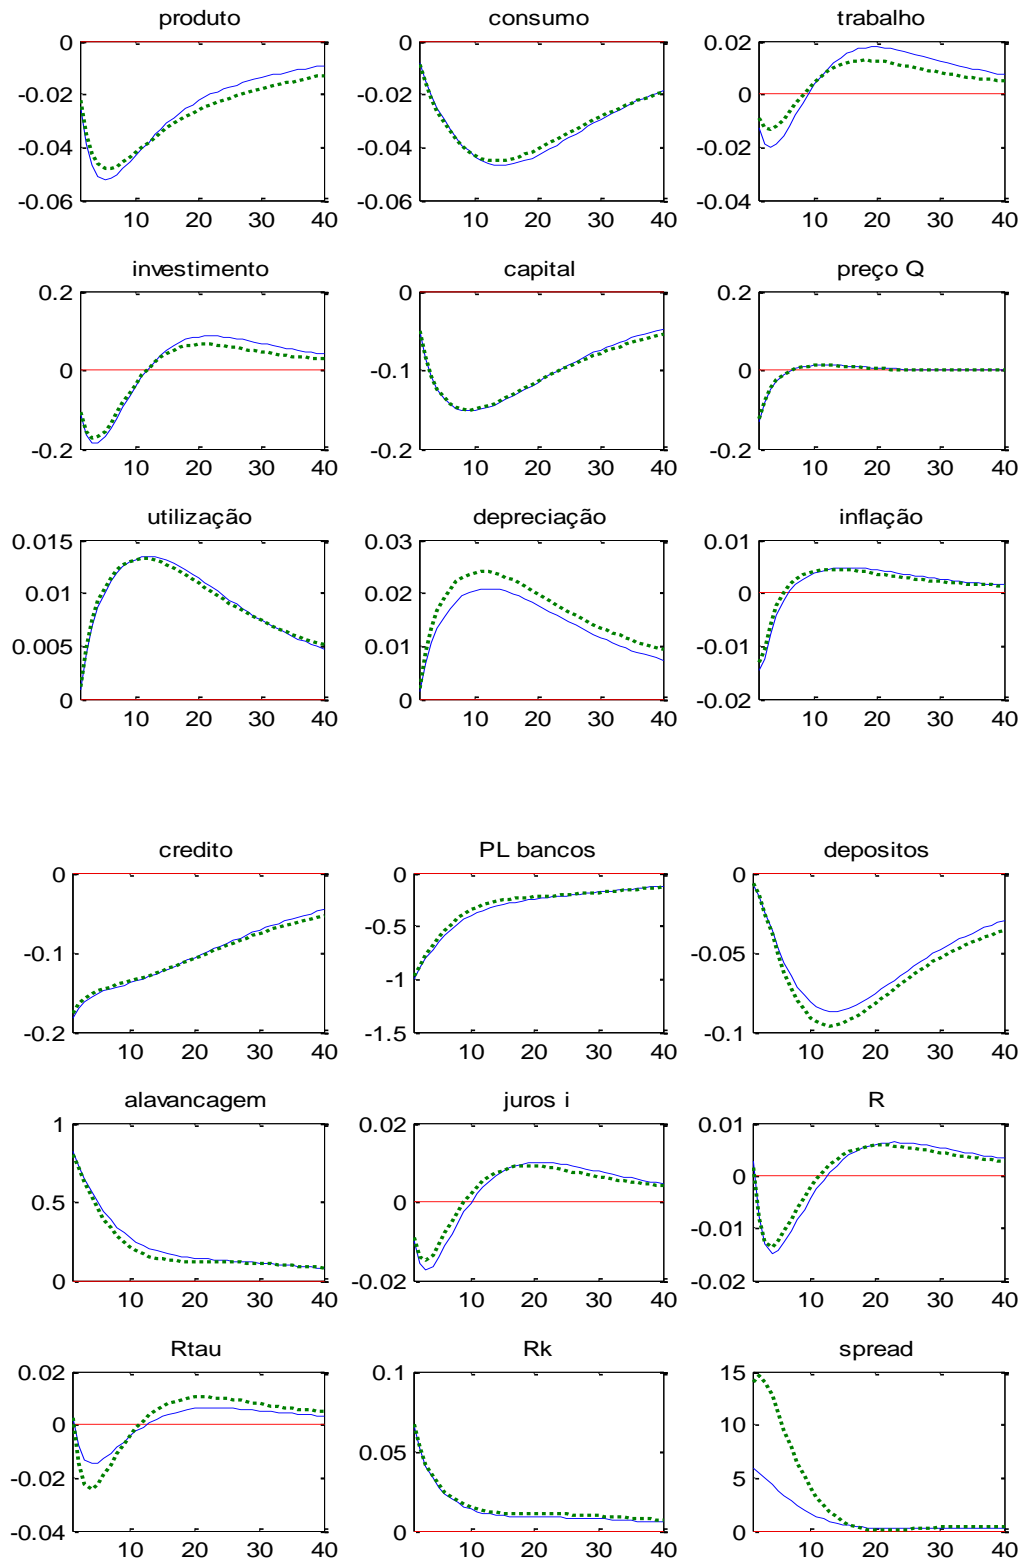 produto consumo trabalho
0 0 0.02
-0.02 -0.02 0
-0.04 -0.04 -0.02
-0.06 -0.06 -0.04
10 20 30 40 10 20 30 40 10 20 30 40
investimento capital preço Q
0.2 0 0.2
0 -0.1 0
-0.2 -0.2 -0.2
10 20 30 40 10 20 30 40 10 20 30 40
utilização depreciação inflação
0.015 0.03 0.01
0.01 0.02 0
0.005 0.01 -0.01
0 0 -0.02
10 20 30 40 10 20 30 40 10 20 30 40
credito PL bancos depositos
0 0 0
-0.5
-0.1 -0.05
-1
-0.2 -1.5 -0.1
10 20 30 40 10 20 30 40 10 20 30 40
alavancagem juros i R
1 0.02 0.01
0.5 0 0
-0.01
0 -0.02 -0.02
10 20 30 40 10 20 30 40 10 20 30 40
Rtau Rk spread
0.02 0.1 15
0 10
0.05
-0.02 5
-0.04 0 0
10 20 30 40 10 20 30 40 10 20 30 40